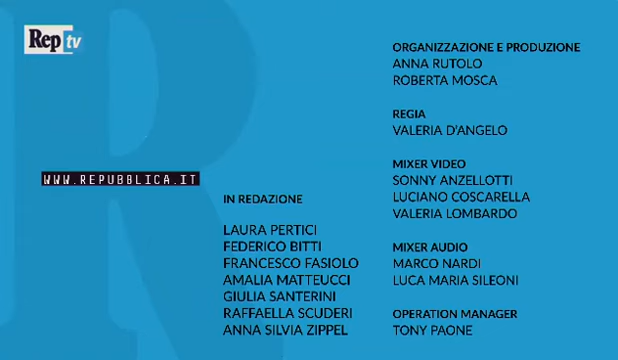 Rep tv
WWW.REPUBBLICA.IT
IN REDAZIONE
LAURA PERTICI
FEDERICO BITTI
FRANCESCO FASIOLO
AMALIA MATTEUCCI
GIULIA SANTERINI
RAFFAELLA SCUDERI
ANNA SILVIA ZIPPEL
ORGANIZZAZIONE E PRODUZIONE
ANNA RUTOLO
ROBERTA MOSCA
REGIA
VALERIA D'ANGELO
MIXER VIDEO
SONNY ANZELLOTTI
LUCIANO COSCARELLA
VALERIA LOMBARDO
MIXER AUDIO
MARCO NARDI
LUCA MARIA SILEONI
OPERATION MANAGER
TONY PAONE